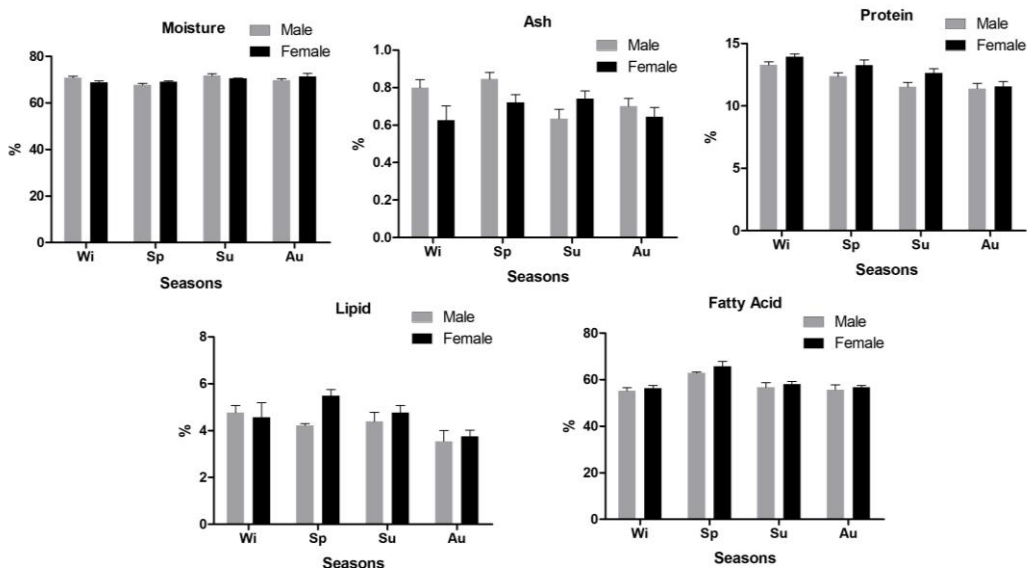 Moisture
Male
Female
80
60
40
20
0
%
Wi Sp Su Au
Seasons
Ash
Male
Female
1.0
0.8
0.6
0.4
0.2
0.0
%
Wi Sp Su Au
Seasons
Protein
Male
Female
15
10
5
0
%
Wi Sp Su Au
Seasons
Lipid
Male
Female
8
6
4
2
0
%
Wi Sp Su Au
Seasons
Fatty Acid
Male
Female
80
60
40
20
0
%
Wi Sp Su Au
Seasons